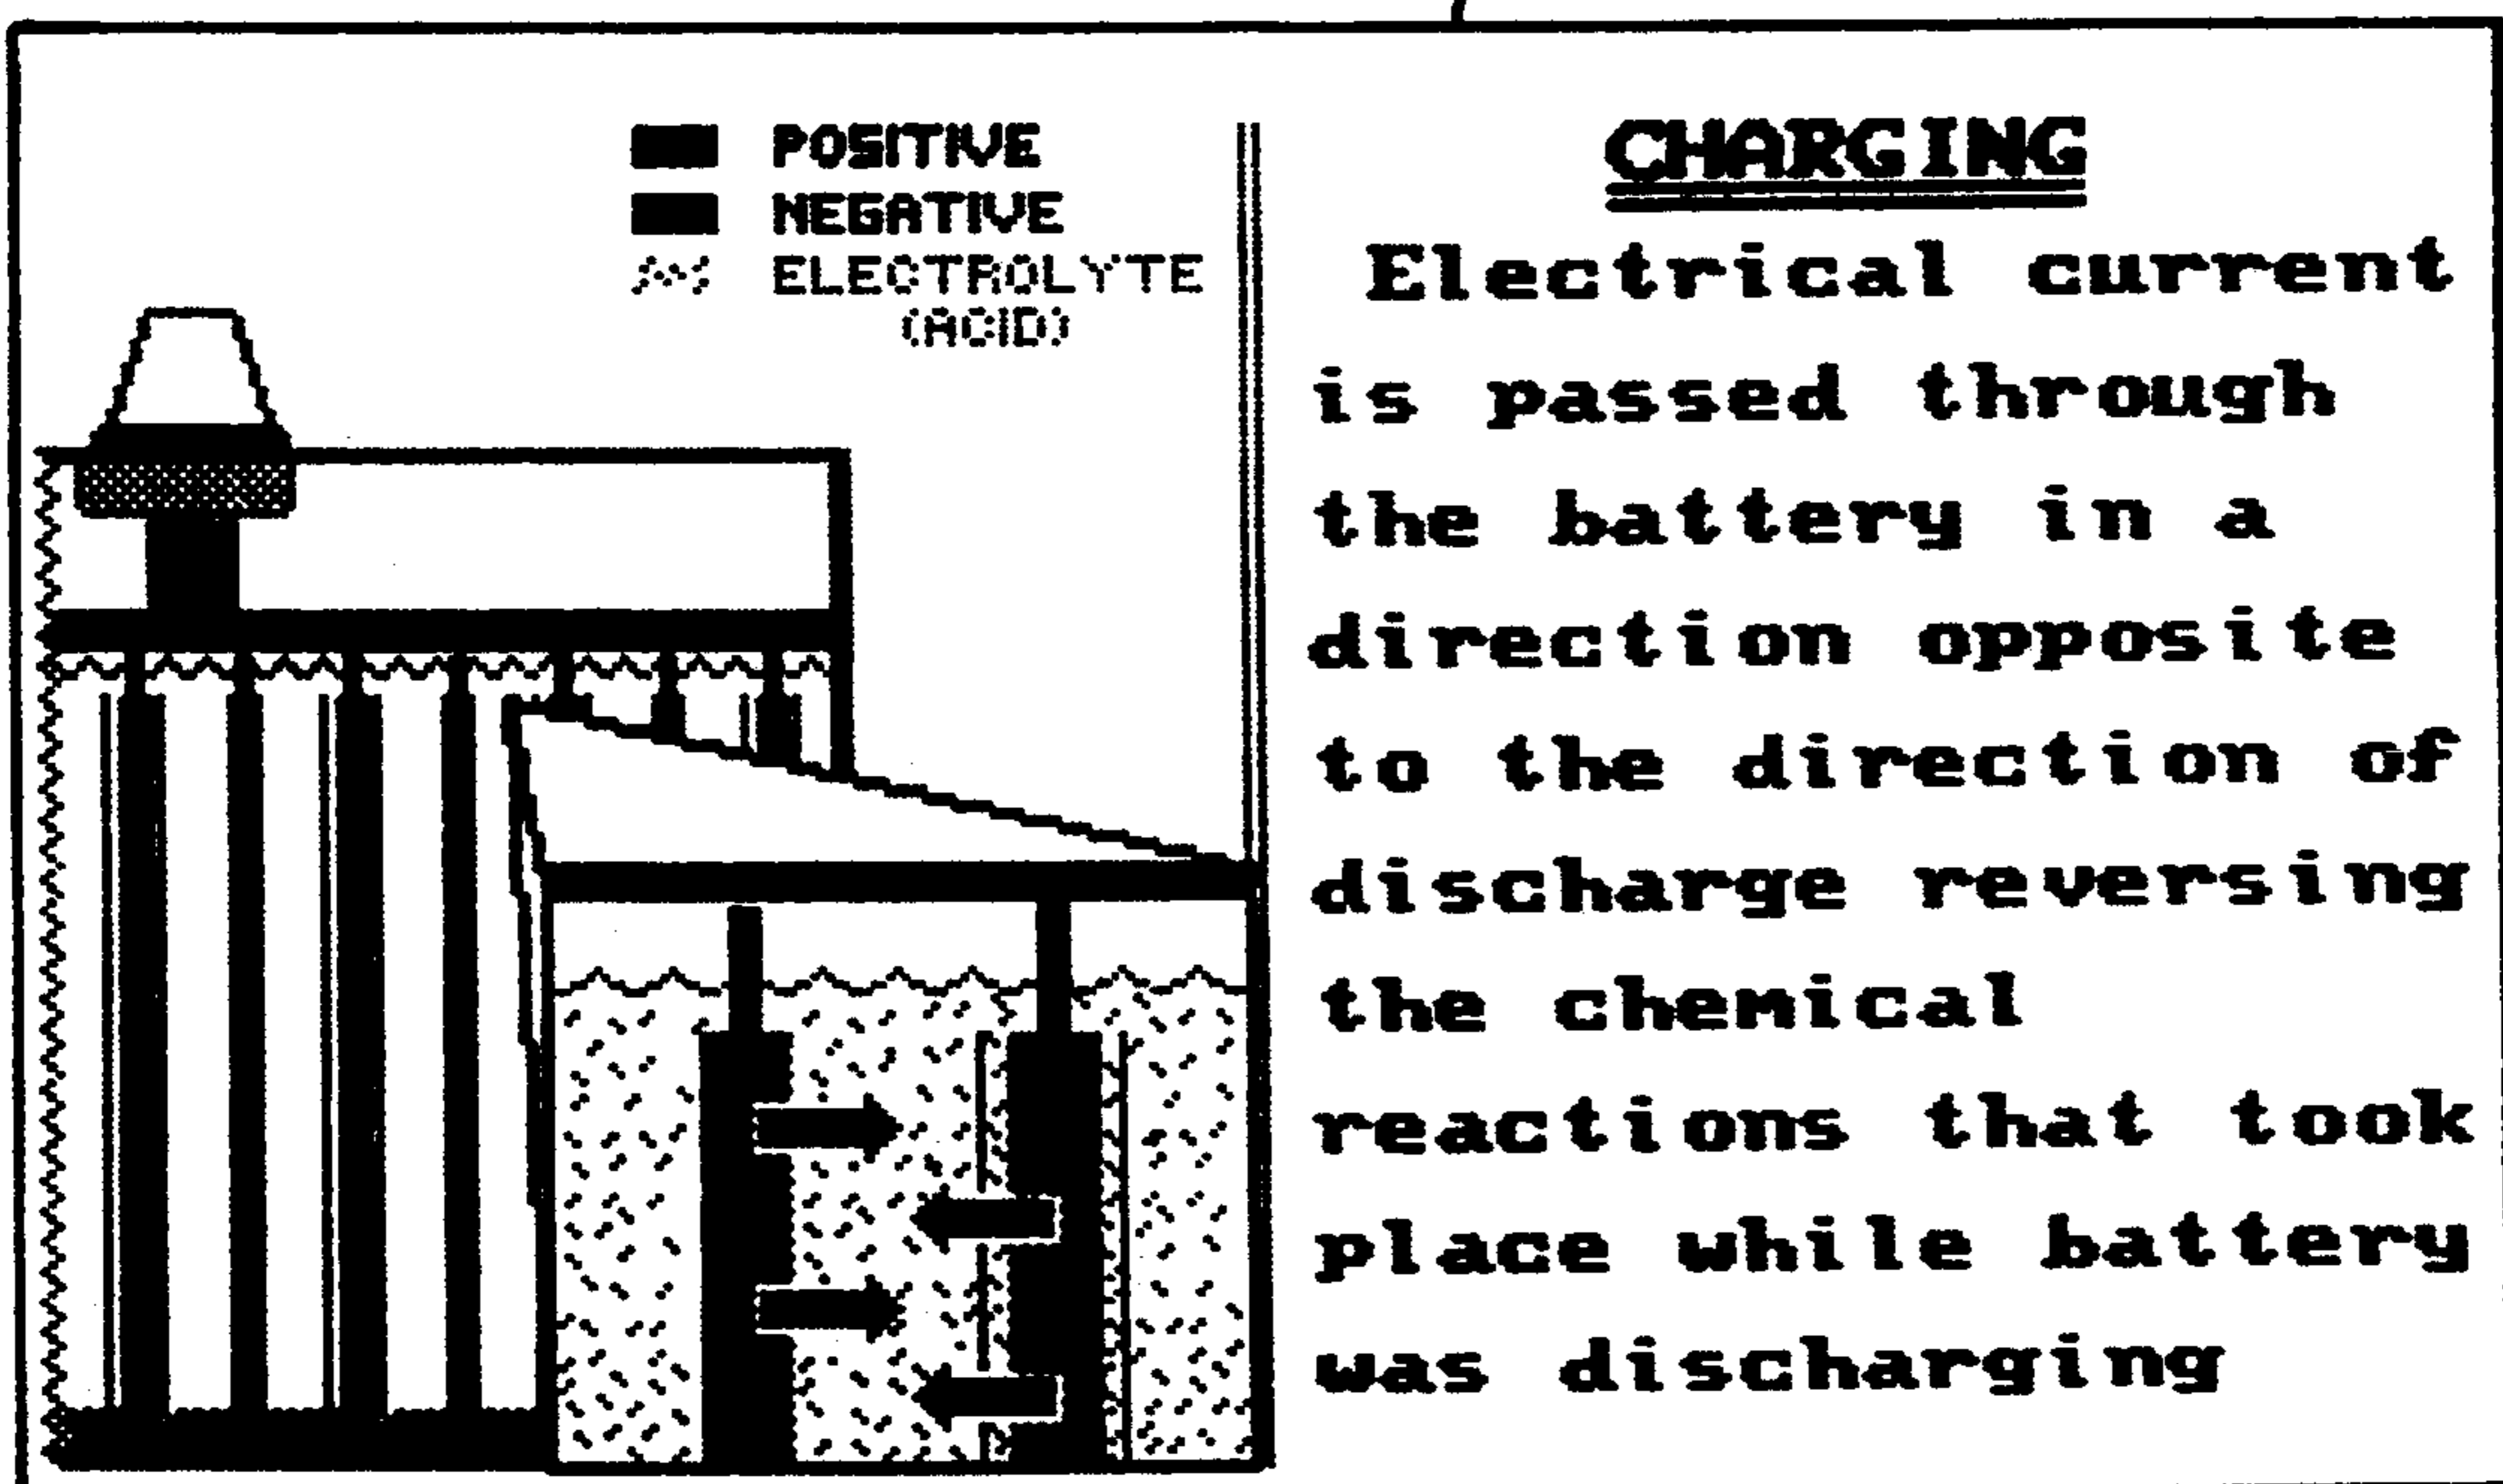 POSITIVE
NEGATIVE
ELECTROLYTE
(ACID)
CHARGING
Electrical current
is passed through
the battery in a
direction opposite
to the direction of
discharge reversing
the chemical
reactions that took
place while battery
was discharging